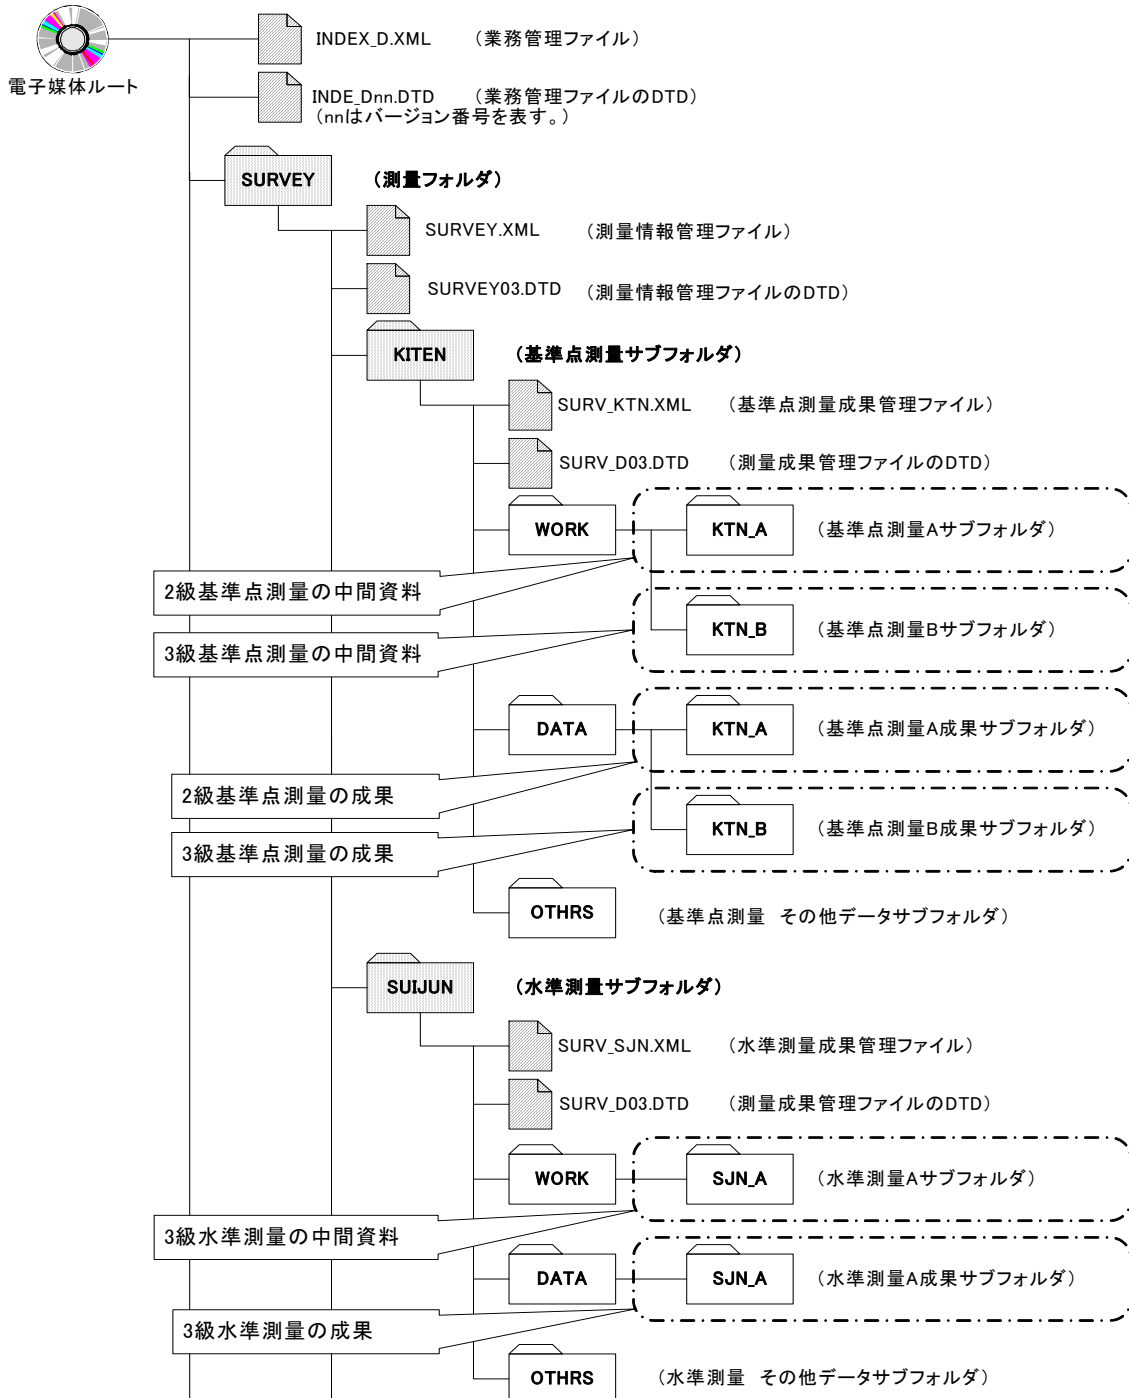 INDEX_D.XML (業務管理ファイル)
電子媒体ルート
INDE_Dnn.DTD (業務管理ファイルのDTD)
(nnはバージョン番号を表す。)
SURVEY (測量フォルダ)
SURVEY.XML (測量情報管理ファイル)
SURVEY03.DTD (測量情報管理ファイルのDTD)
KITEN (基準点測量サブフォルダ)
SURV_KTN.XML (基準点測量成果管理ファイル)
SURV_D03.DTD (測量成果管理ファイルのDTD)
WORK KTN_A (基準点測量Aサブフォルダ)
2級基準点測量の中間資料
KTN_B (基準点測量Bサブフォルダ)
3級基準点測量の中間資料
DATA KTN_A (基準点測量A成果サブフォルダ)
2級基準点測量の成果
KTN_B (基準点測量B成果サブフォルダ)
3級基準点測量の成果
OTHRS (基準点測量 その他データサブフォルダ)
SUIJUN (水準測量サブフォルダ)
SURV_SJN.XML (水準測量成果管理ファイル)
SURV_D03.DTD (測量成果管理ファイルのDTD)
WORK SJN_A (水準測量Aサブフォルダ)
3級水準測量の中間資料
DATA SJN_A (水準測量A成果サブフォルダ)
3級水準測量の成果
OTHRS (水準測量 その他データサブフォルダ)